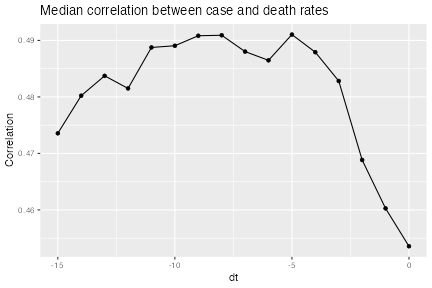 Median correlation between case and death rates
0.49
0.48
0.47
0.46
Correlation
-15
-10
-5
0
dt